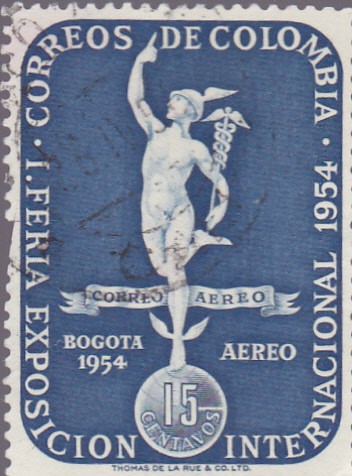 · CORREOS DE COLOMBIA ·
I. FERIA EXPOSICION INTERNACIONAL 1954 ·
CORREO AEREO
BOGOTA
1954
AEREO
15
CENTAVOS
THOMAS DE LA RUE & CO. LTD.